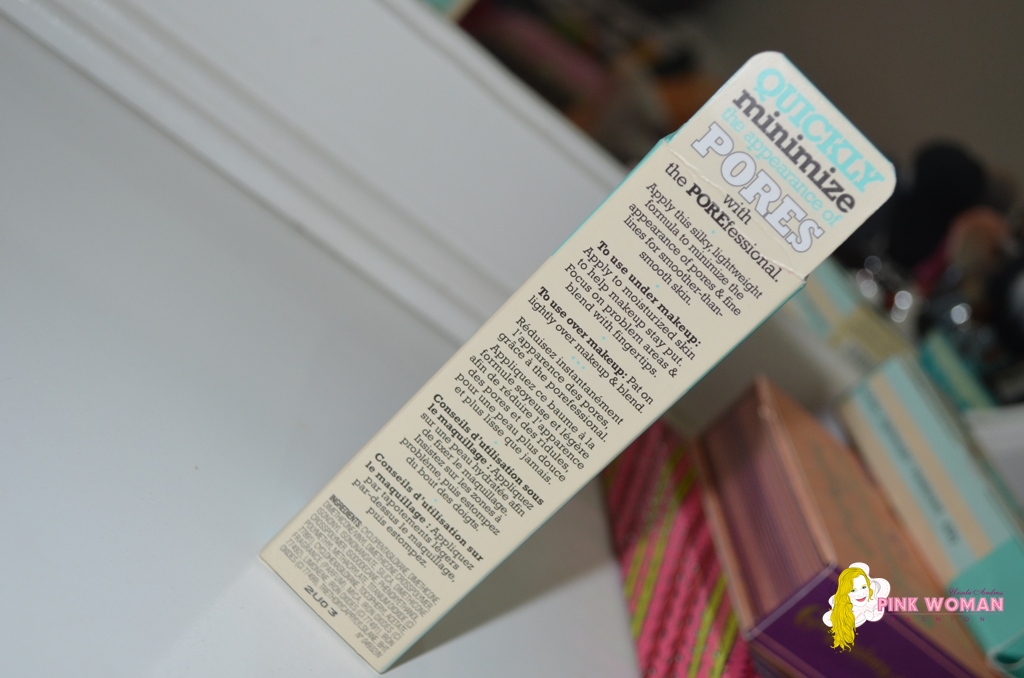 QUICKLY
minimize
the appearance of
PORES
with
the POREfessional.
Apply this silky, lightweight
formula to minimize the
appearance of pores & fine
lines for smoother-than-
smooth skin.
To use under makeup:
Apply to moisturized skin
to help makeup stay put.
Focus on problem areas &
blend with fingertips.
To use over makeup: Pat on
lightly over makeup & blend.
Réduisez instantanément
l'apparence des pores,
grâce à the porefessional.
Appliquez ce baume à la
formule soyeuse et légère
afin de réduire l'apparence
des pores et des ridules,
pour une peau plus douce
et plus lisse que jamais.
Conseils d'utilisation sous
le maquillage : Appliquez
sur une peau hydratée afin
de fixer le maquillage.
Insistez sur les zones à
problème, puis estompez
du bout des doigts.
Conseils d'utilisation sur
le maquillage : Appliquez
par tapotements légers
par-dessus le maquillage,
puis estompez.
INGREDIENTS:
2U03
PINK WOMAN